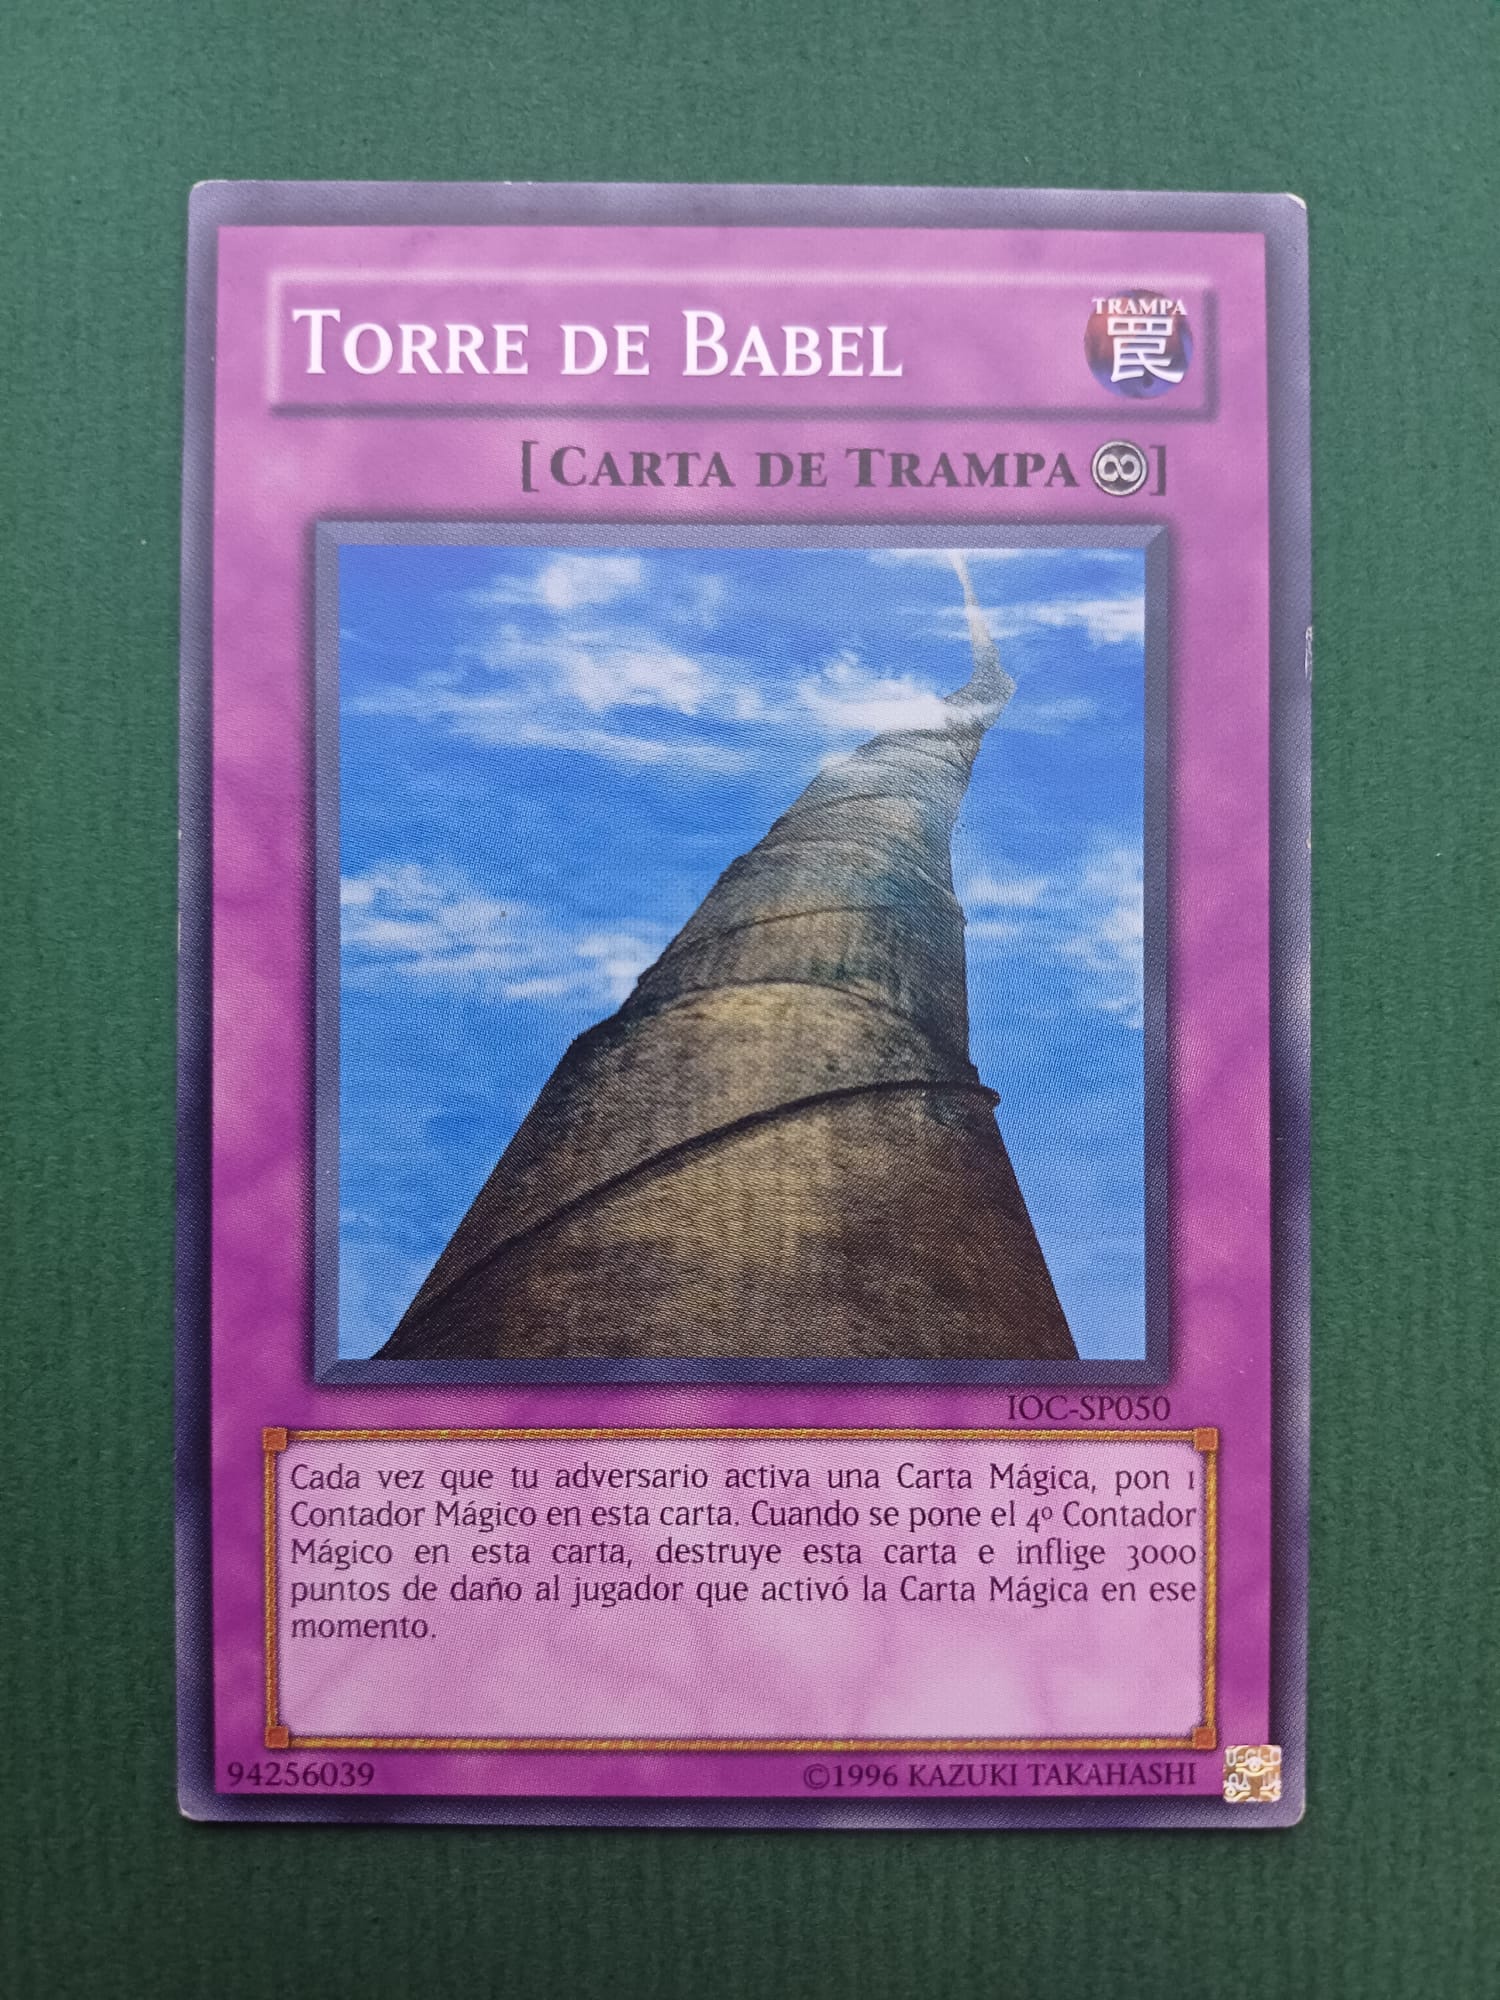 TORRE DE BABEL
TRAMPA
罠
[CARTA DE TRAMPA ♾]
IOC-SP050
Cada vez que tu adversario activa una Carta Mágica, pon 1
Contador Mágico en esta carta. Cuando se pone el 4º Contador
Mágico en esta carta, destruye esta carta e inflige 3000
puntos de daño al jugador que activó la Carta Mágica en ese
momento.
94256039
©1996 KAZUKI TAKAHASHI